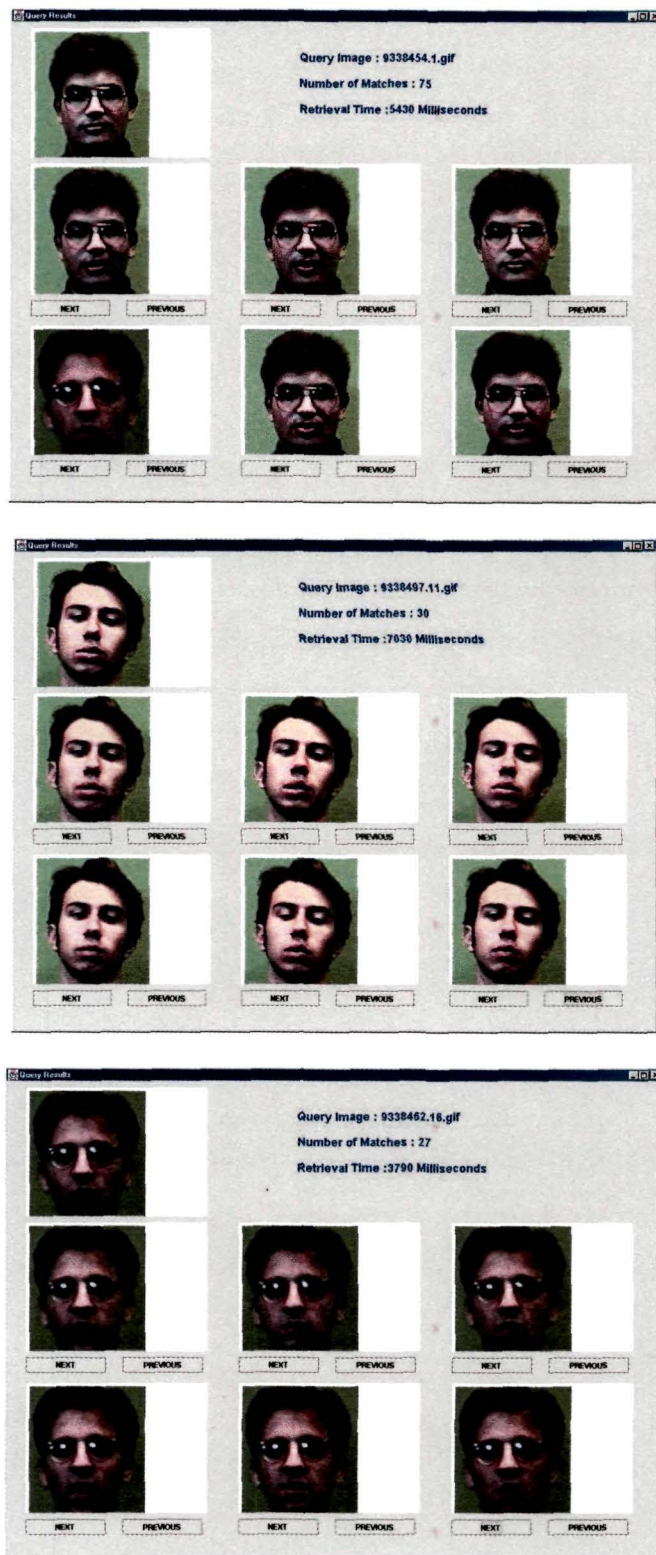 Query Results
Query Image : 9338454.1.gif
Number of Matches : 75
Retrieval Time :5430 Milliseconds
NEXT PREVIOUS NEXT PREVIOUS NEXT PREVIOUS
NEXT PREVIOUS NEXT PREVIOUS NEXT PREVIOUS
Query Results
Query Image : 9338497.11.gif
Number of Matches : 30
Retrieval Time :7030 Milliseconds
NEXT PREVIOUS NEXT PREVIOUS NEXT PREVIOUS
NEXT PREVIOUS NEXT PREVIOUS NEXT PREVIOUS
Query Results
Query Image : 9338462.16.gif
Number of Matches : 27
Retrieval Time :3790 Milliseconds
NEXT PREVIOUS NEXT PREVIOUS NEXT PREVIOUS
NEXT PREVIOUS NEXT PREVIOUS NEXT PREVIOUS